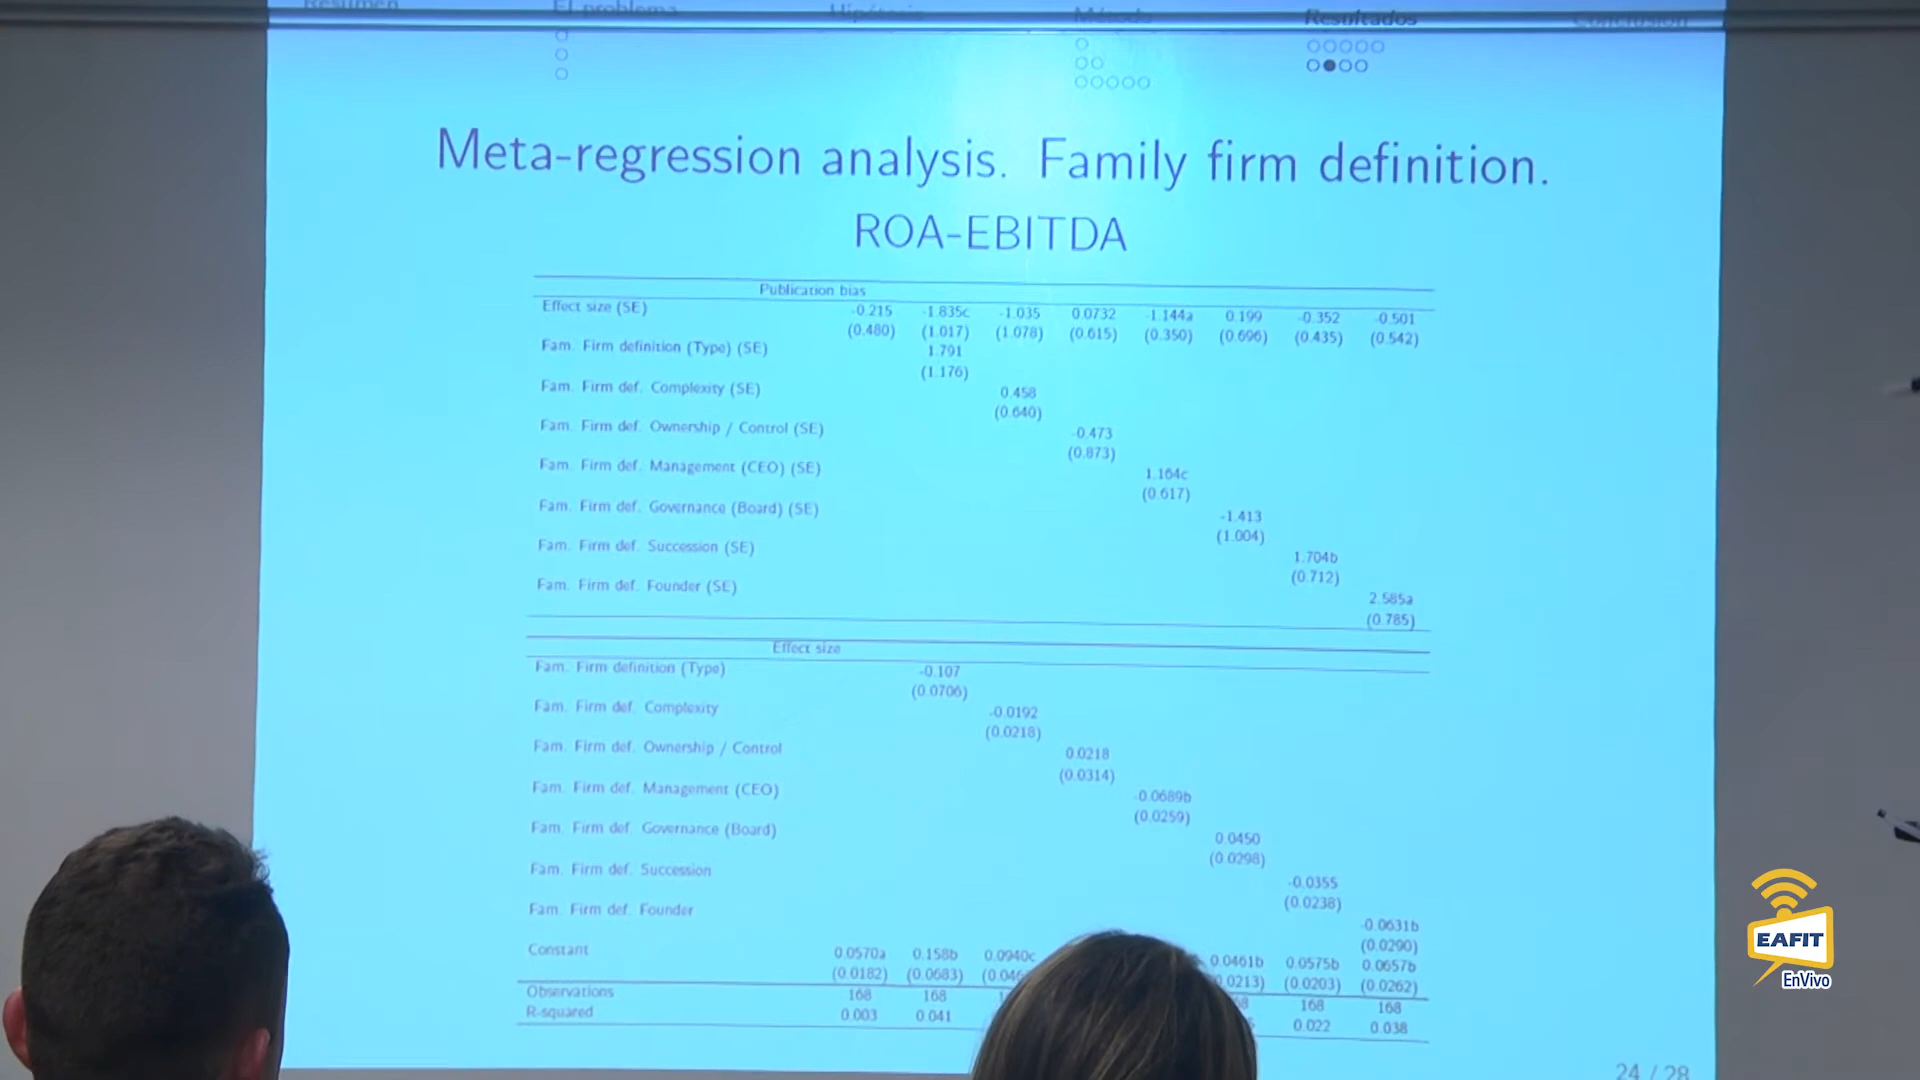 Resumen El problema Hipótesis Método Resultados Conclusión
Meta-regression analysis. Family firm definition.
ROA-EBITDA
Publication bias
Effect size (SE) -0.215 -1.835c -1.035 0.0732 -1.144a 0.199 -0.352 -0.501
(0.480) (1.017) (1.078) (0.615) (0.350) (0.696) (0.435) (0.542)
Fam. Firm definition (Type) (SE) 1.791
(1.176)
Fam. Firm def. Complexity (SE) 0.458
(0.640)
Fam. Firm def. Ownership / Control (SE) -0.473
(0.873)
Fam. Firm def. Management (CEO) (SE) 1.164c
(0.617)
Fam. Firm def. Governance (Board) (SE) -1.413
(1.004)
Fam. Firm def. Succession (SE) 1.704b
(0.712)
Fam. Firm def. Founder (SE) 2.585a
(0.785)
Effect size
Fam. Firm definition (Type) -0.107
(0.0706)
Fam. Firm def. Complexity -0.0192
(0.0218)
Fam. Firm def. Ownership / Control 0.0218
(0.0314)
Fam. Firm def. Management (CEO) -0.0689b
(0.0259)
Fam. Firm def. Governance (Board) 0.0450
(0.0298)
Fam. Firm def. Succession -0.0355
(0.0238)
Fam. Firm def. Founder -0.0631b
(0.0290)
Constant 0.0570a 0.158b 0.0940c 0.0461b 0.0575b 0.0657b
(0.0182) (0.0683) 0.0213) (0.0203) (0.0262)
Observations 168 168 168 168
R-squared 0.003 0.041 0.022 0.038
24 / 28
EAFIT
EnVivo